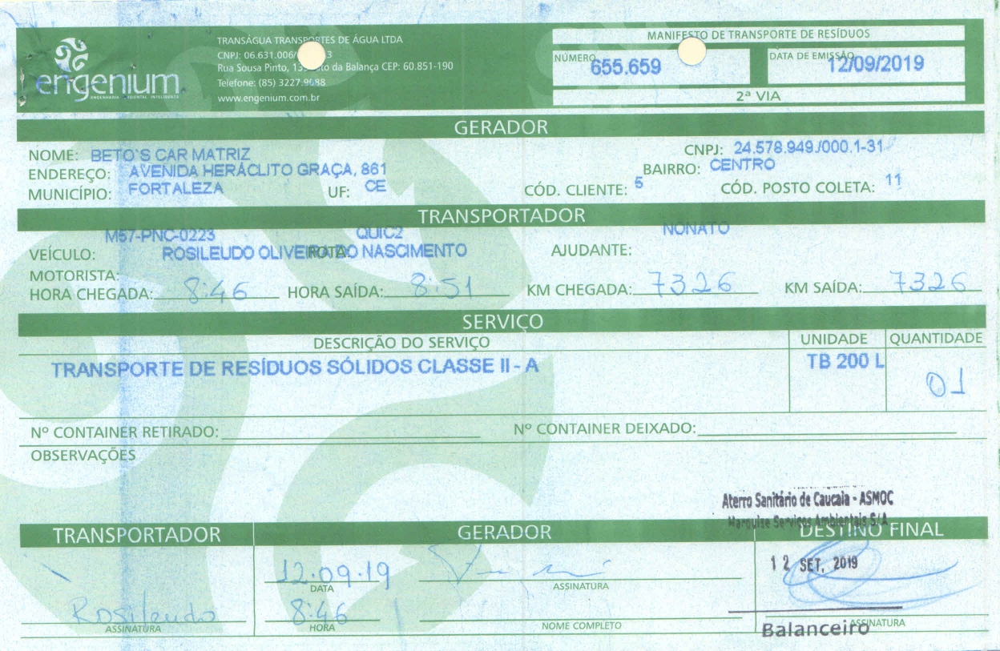 engenium
ENGENHARIA AMBIENTAL INTELIGENTE
TRANSÁGUA TRANSPORTES DE ÁGUA LTDA
CNPJ: 06.631.006/ 3
Rua Sousa Pinto, da Balança CEP: 60.851-190
Telefone: (85) 3227.9088
www.engenium.com.br
MANIFESTO DE TRANSPORTE DE RESÍDUOS
NÚMERO 655.659
DATA DE EMISSÃO 12/09/2019
2ª VIA
GERADOR
NOME: BETO`S CAR MATRIZ CNPJ: 24.578.949./000.1-31
ENDEREÇO: AVENIDA HERÁCLITO GRAÇA, 861 BAIRRO: CENTRO
MUNICÍPIO: FORTALEZA UF: CE CÓD. CLIENTE: 5 CÓD. POSTO COLETA: 11
TRANSPORTADOR
M57-PNC-0223 QUIC2 NONATO
VEÍCULO: ROSILEUDO OLIVEIRA DO NASCIMENTO ROTA: AJUDANTE:
MOTORISTA:
HORA CHEGADA: 8:46 HORA SAÍDA: 8:51 KM CHEGADA: 7326 KM SAÍDA: 7326
SERVIÇO
DESCRIÇÃO DO SERVIÇO UNIDADE QUANTIDADE
TRANSPORTE DE RESÍDUOS SÓLIDOS CLASSE II - A TB 200 L 01
Nº CONTAINER RETIRADO: Nº CONTAINER DEIXADO:
OBSERVAÇÕES
Aterro Sanitário de Caucaia - ASMOC
Marquise Serviços Ambientais S/A
TRANSPORTADOR GERADOR DESTINO FINAL
12.09.19 12 SET. 2019
DATA ASSINATURA
Rosileudo 8:46
ASSINATURA HORA NOME COMPLETO ASSINATURA
Balanceiro